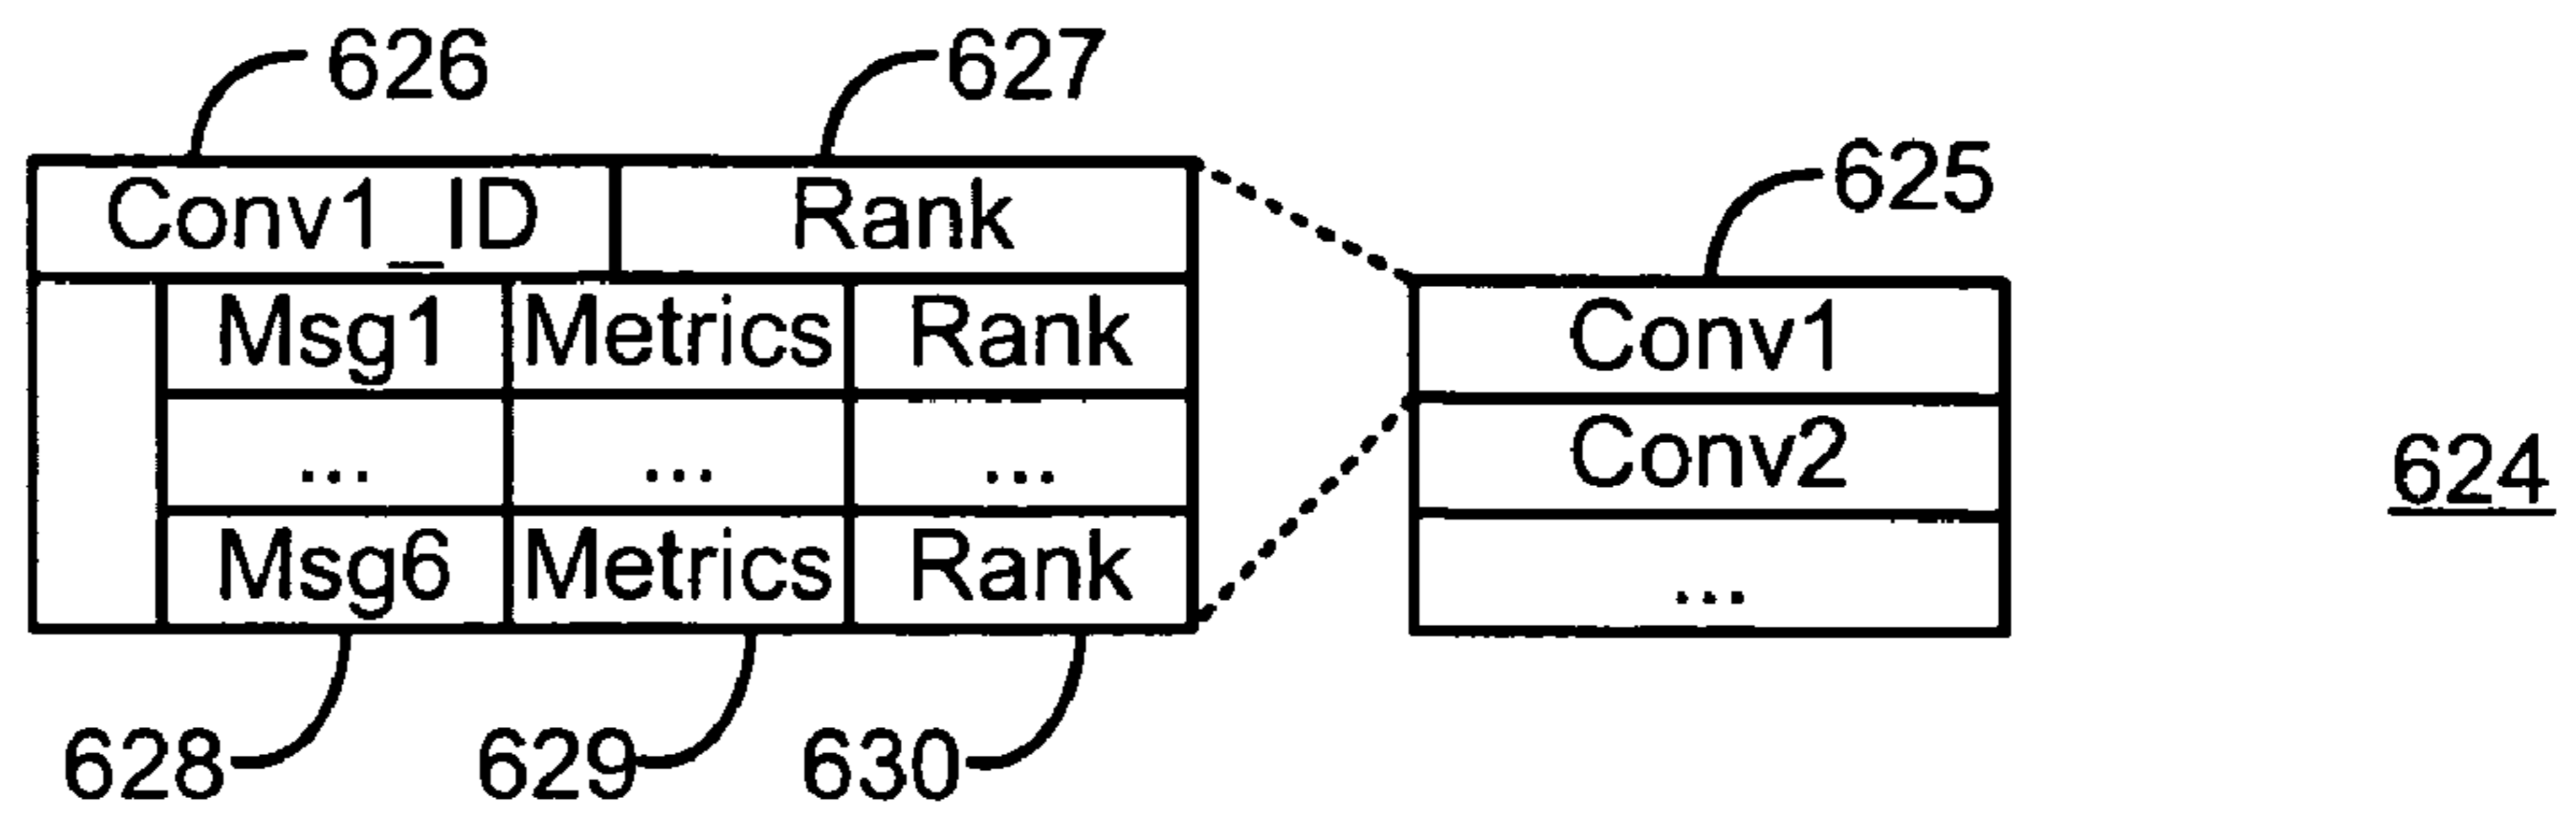 626 627
625
Conv1_ID Rank
Msg1 Metrics Rank
... ... ...
Msg6 Metrics Rank
Conv1
Conv2
...
624
628 629 630